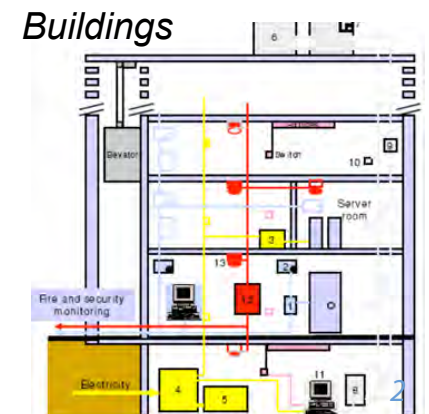 Buildings
6
Elevator
Switch
9
10
Server
room
3
13
2
12
1
Fire and security
monitoring
Electricity
4
5
11
8
2